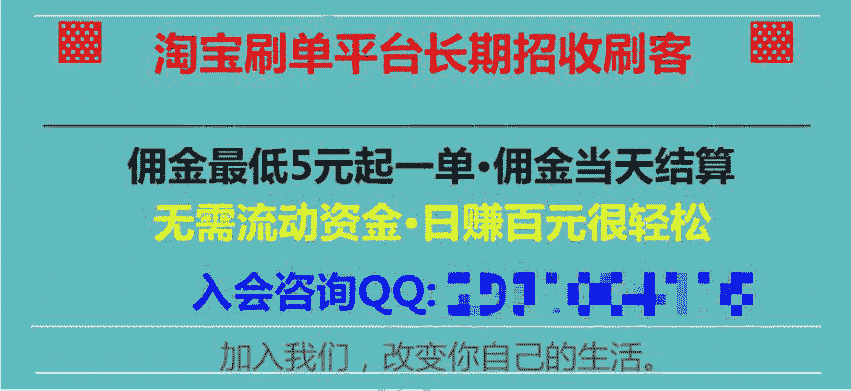 淘宝刷单平台长期招收刷客
佣金最低5元起一单•佣金当天结算
无需流动资金•日赚百元很轻松
入会咨询QQ:
加入我们，改变你自己的生活。